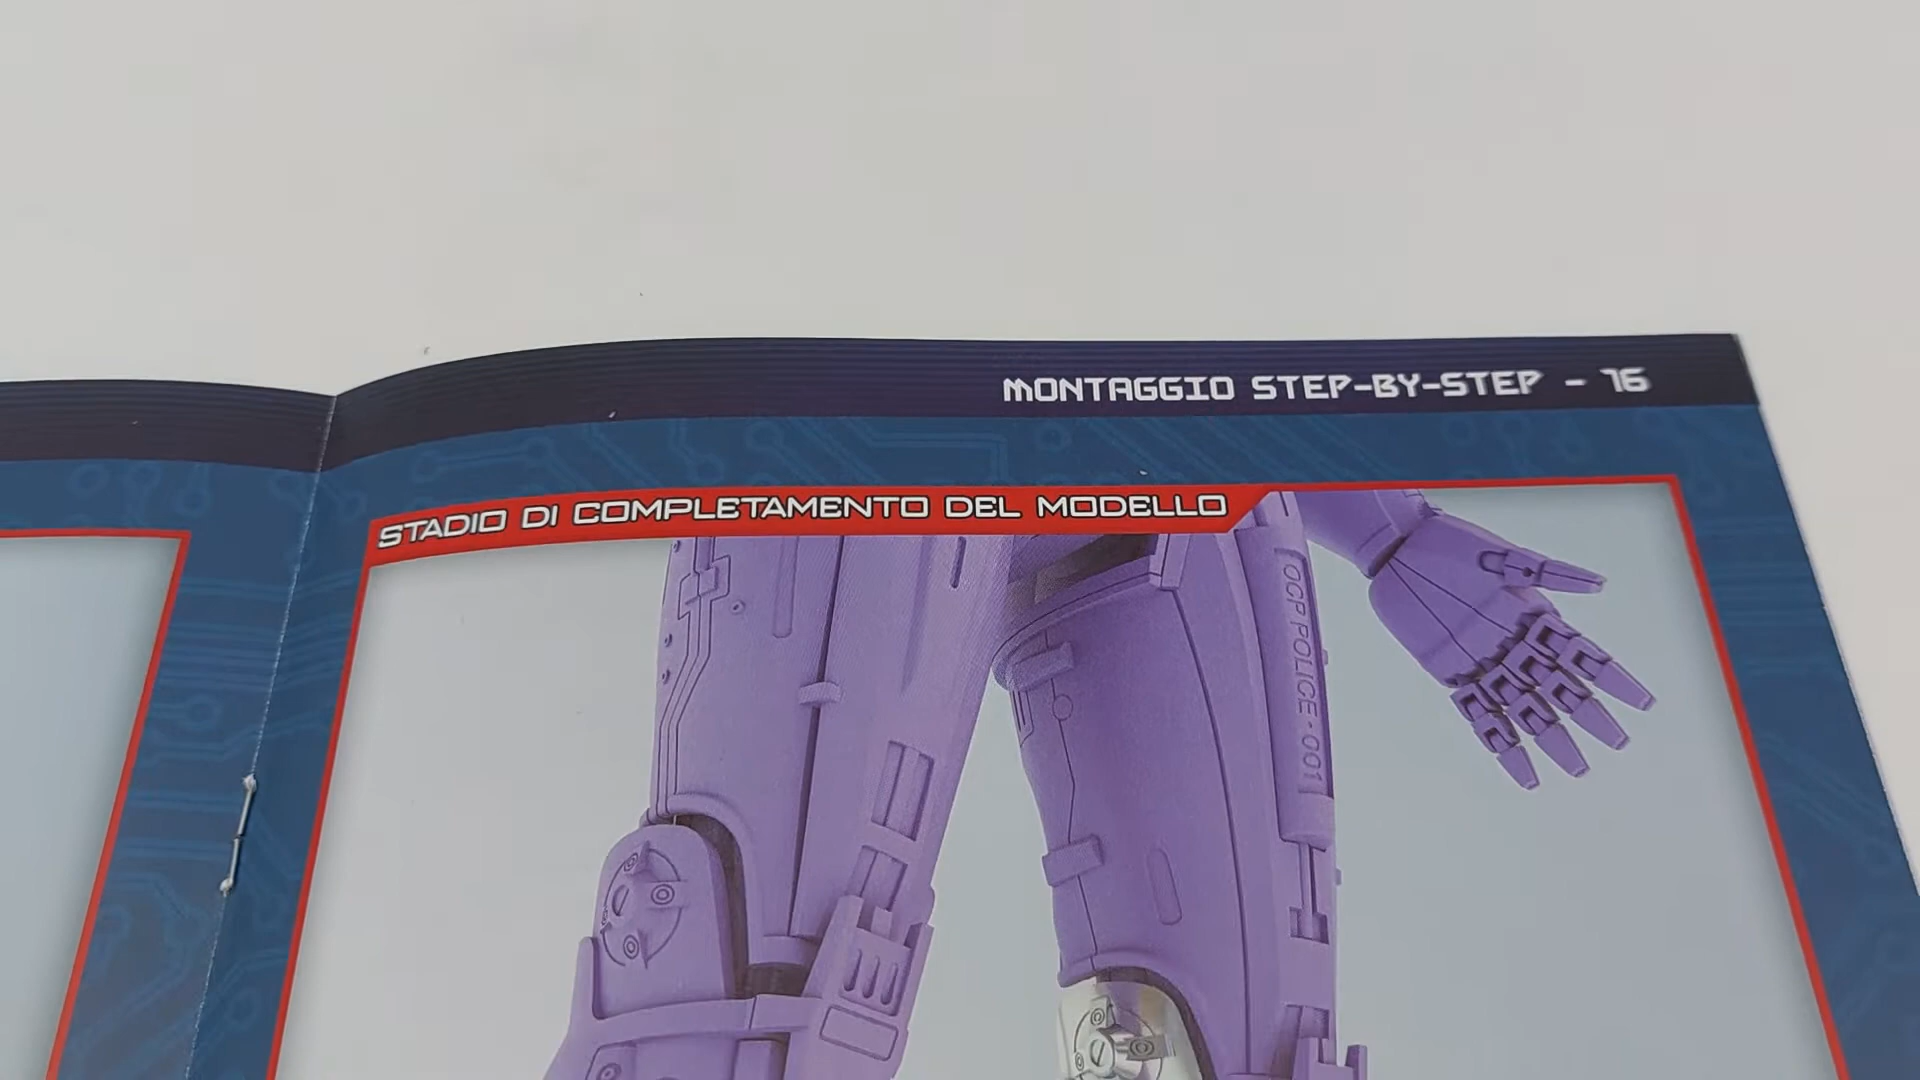 MONTAGGIO STEP-BY-STEP - 16
STADIO DI COMPLETAMENTO DEL MODELLO
OCP POLICE - 001